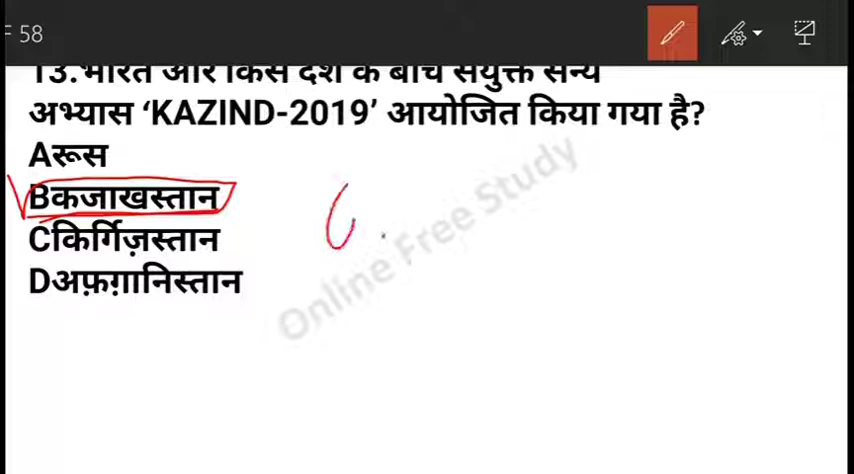 F 58
13.भारत और किस देश के बीच संयुक्त सैन्य
अभ्यास ‘KAZIND-2019’ आयोजित किया गया है?
Aरूस
Bकजाखस्तान
Cकिर्गिज़स्तान
Dअफ़ग़ानिस्तान
Online Free Study